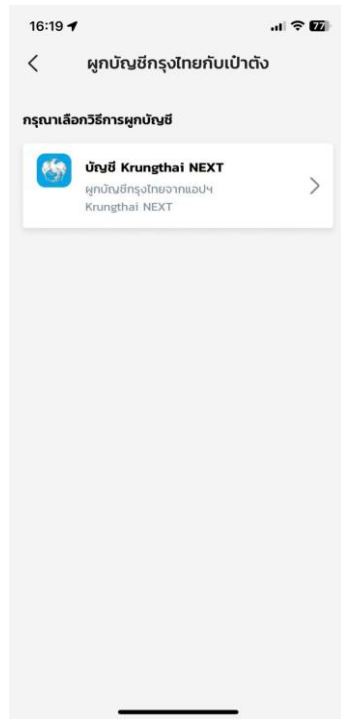 16:19
77
ผูกบัญชีกรุงไทยกับเป๋าตัง
กรุณาเลือกวิธีการผูกบัญชี
บัญชี Krungthai NEXT
ผูกบัญชีกรุงไทยจากแอปฯ
Krungthai NEXT